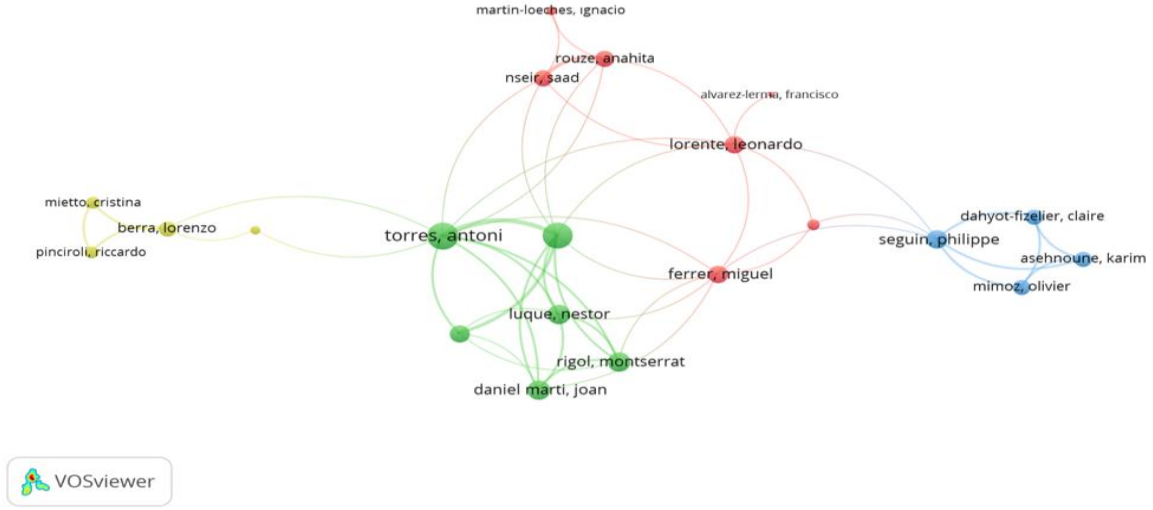 martin-loeches, ignacio
rouze, anahita
nseir, saad
alvarez-lerma, francisco
lorente, leonardo
mietto, cristina
berra, lorenzo
pinciroli, riccardo
torres, antoni
dahyot-fizelier, claire
seguin, philippe
asehnoune, karim
ferrer, miguel
mimoz, olivier
luque, nestor
rigol, montserrat
daniel marti, joan
VOSviewer